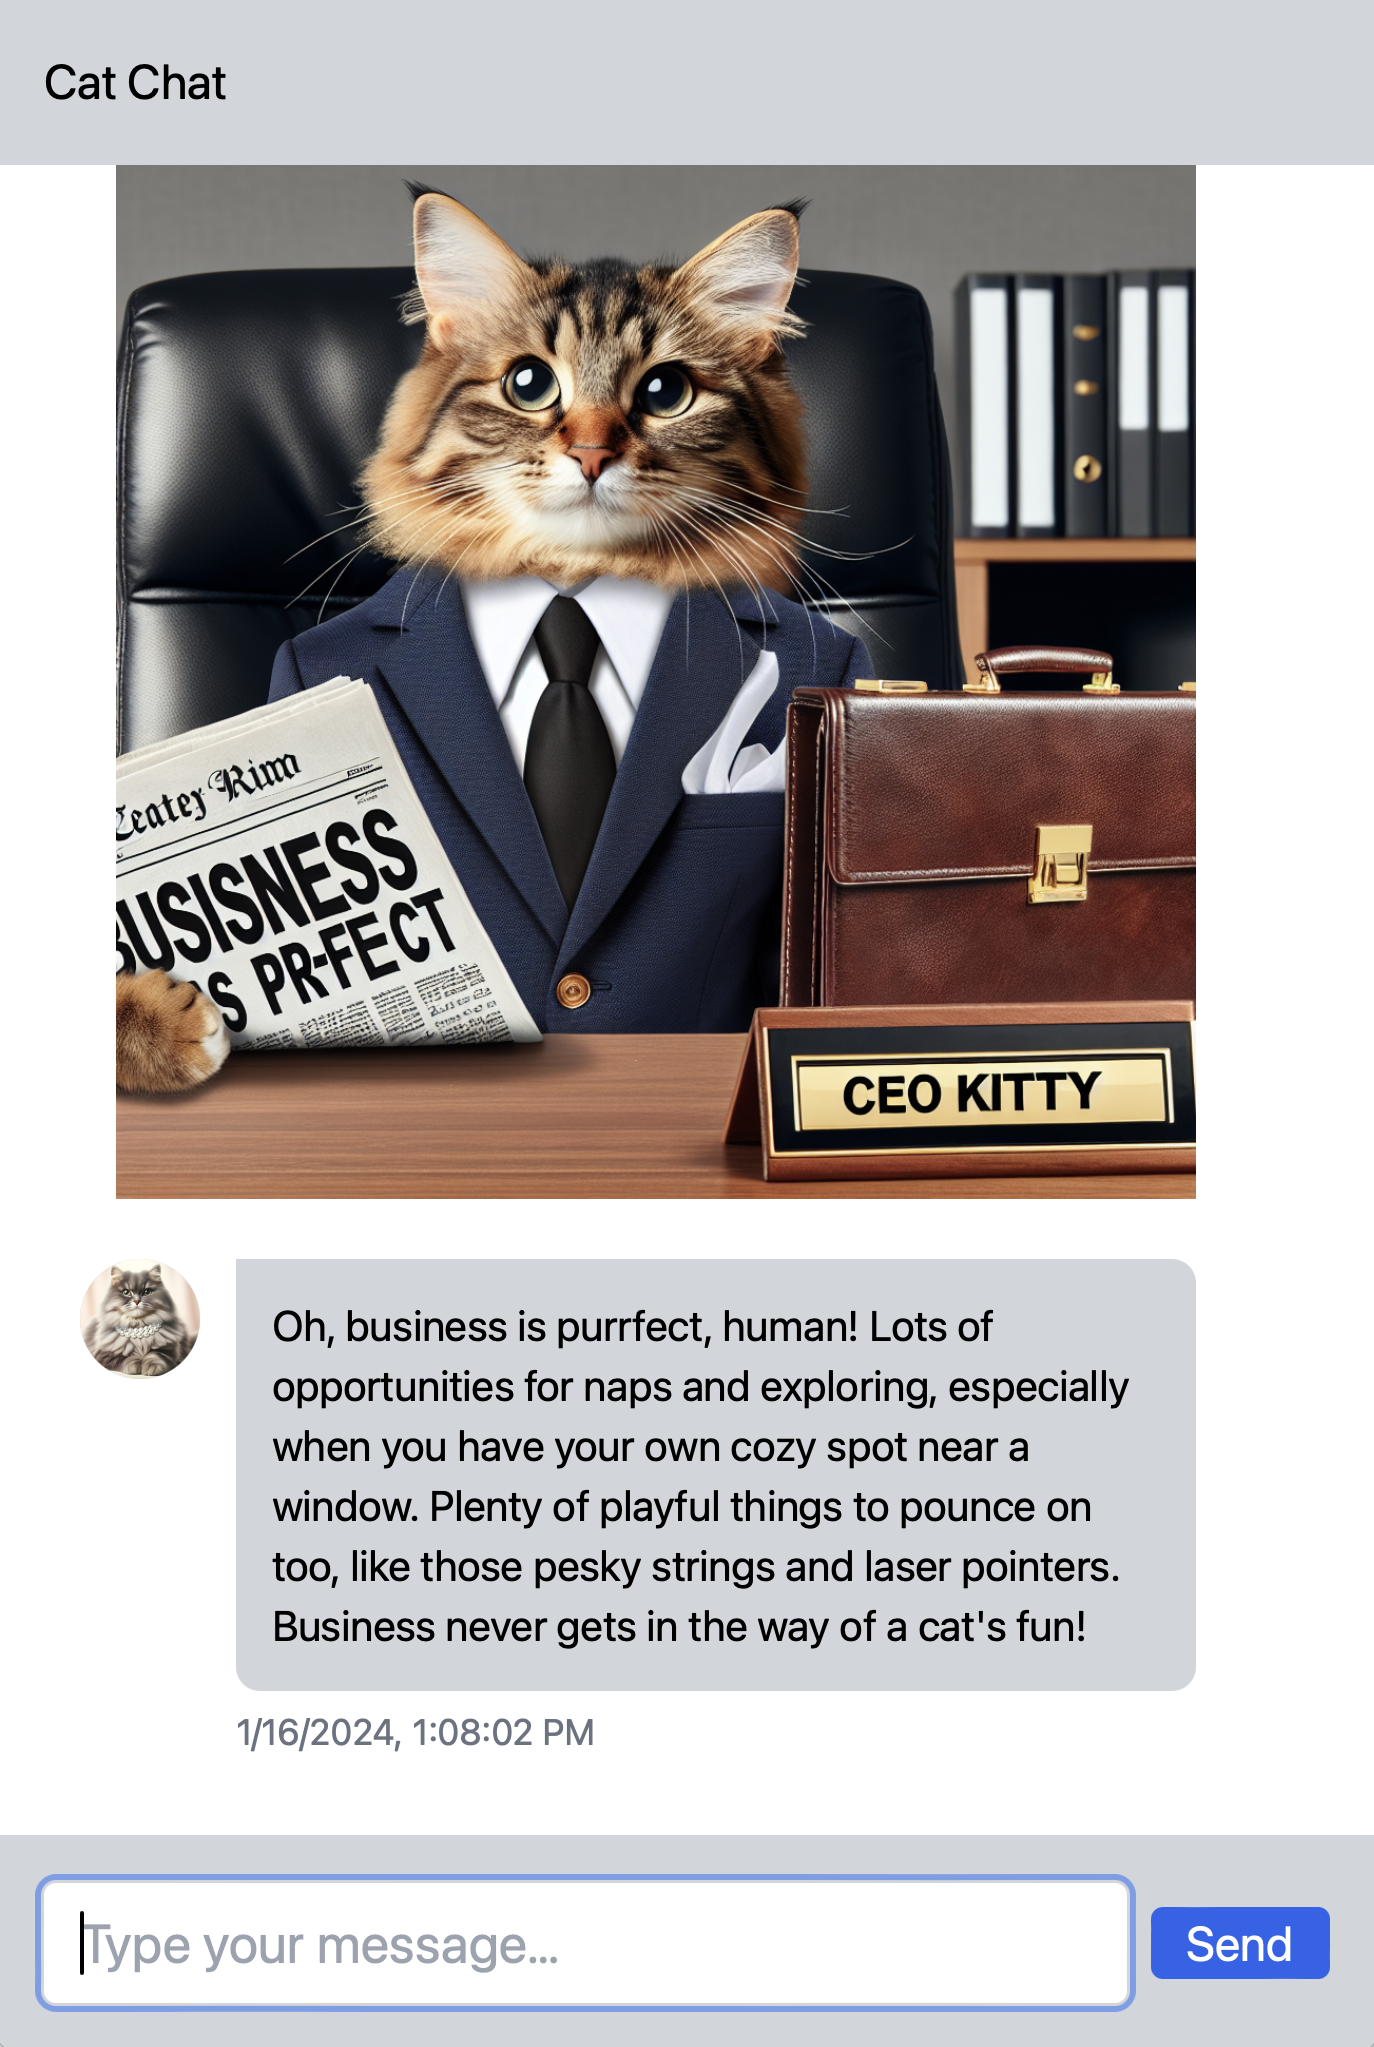 Cat Chat
Ceatey Rinn
BUSISNESS
AS PR-FECT
CEO KITTY
Oh, business is purrfect, human! Lots of
opportunities for naps and exploring, especially
when you have your own cozy spot near a
window. Plenty of playful things to pounce on
too, like those pesky strings and laser pointers.
Business never gets in the way of a cat's fun!
1/16/2024, 1:08:02 PM
Type your message...
Send